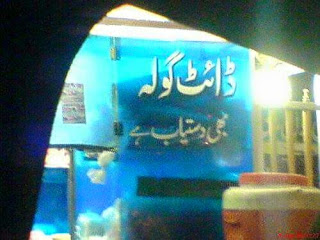 ڈائٹ گولہ
بھی دستیاب ہے